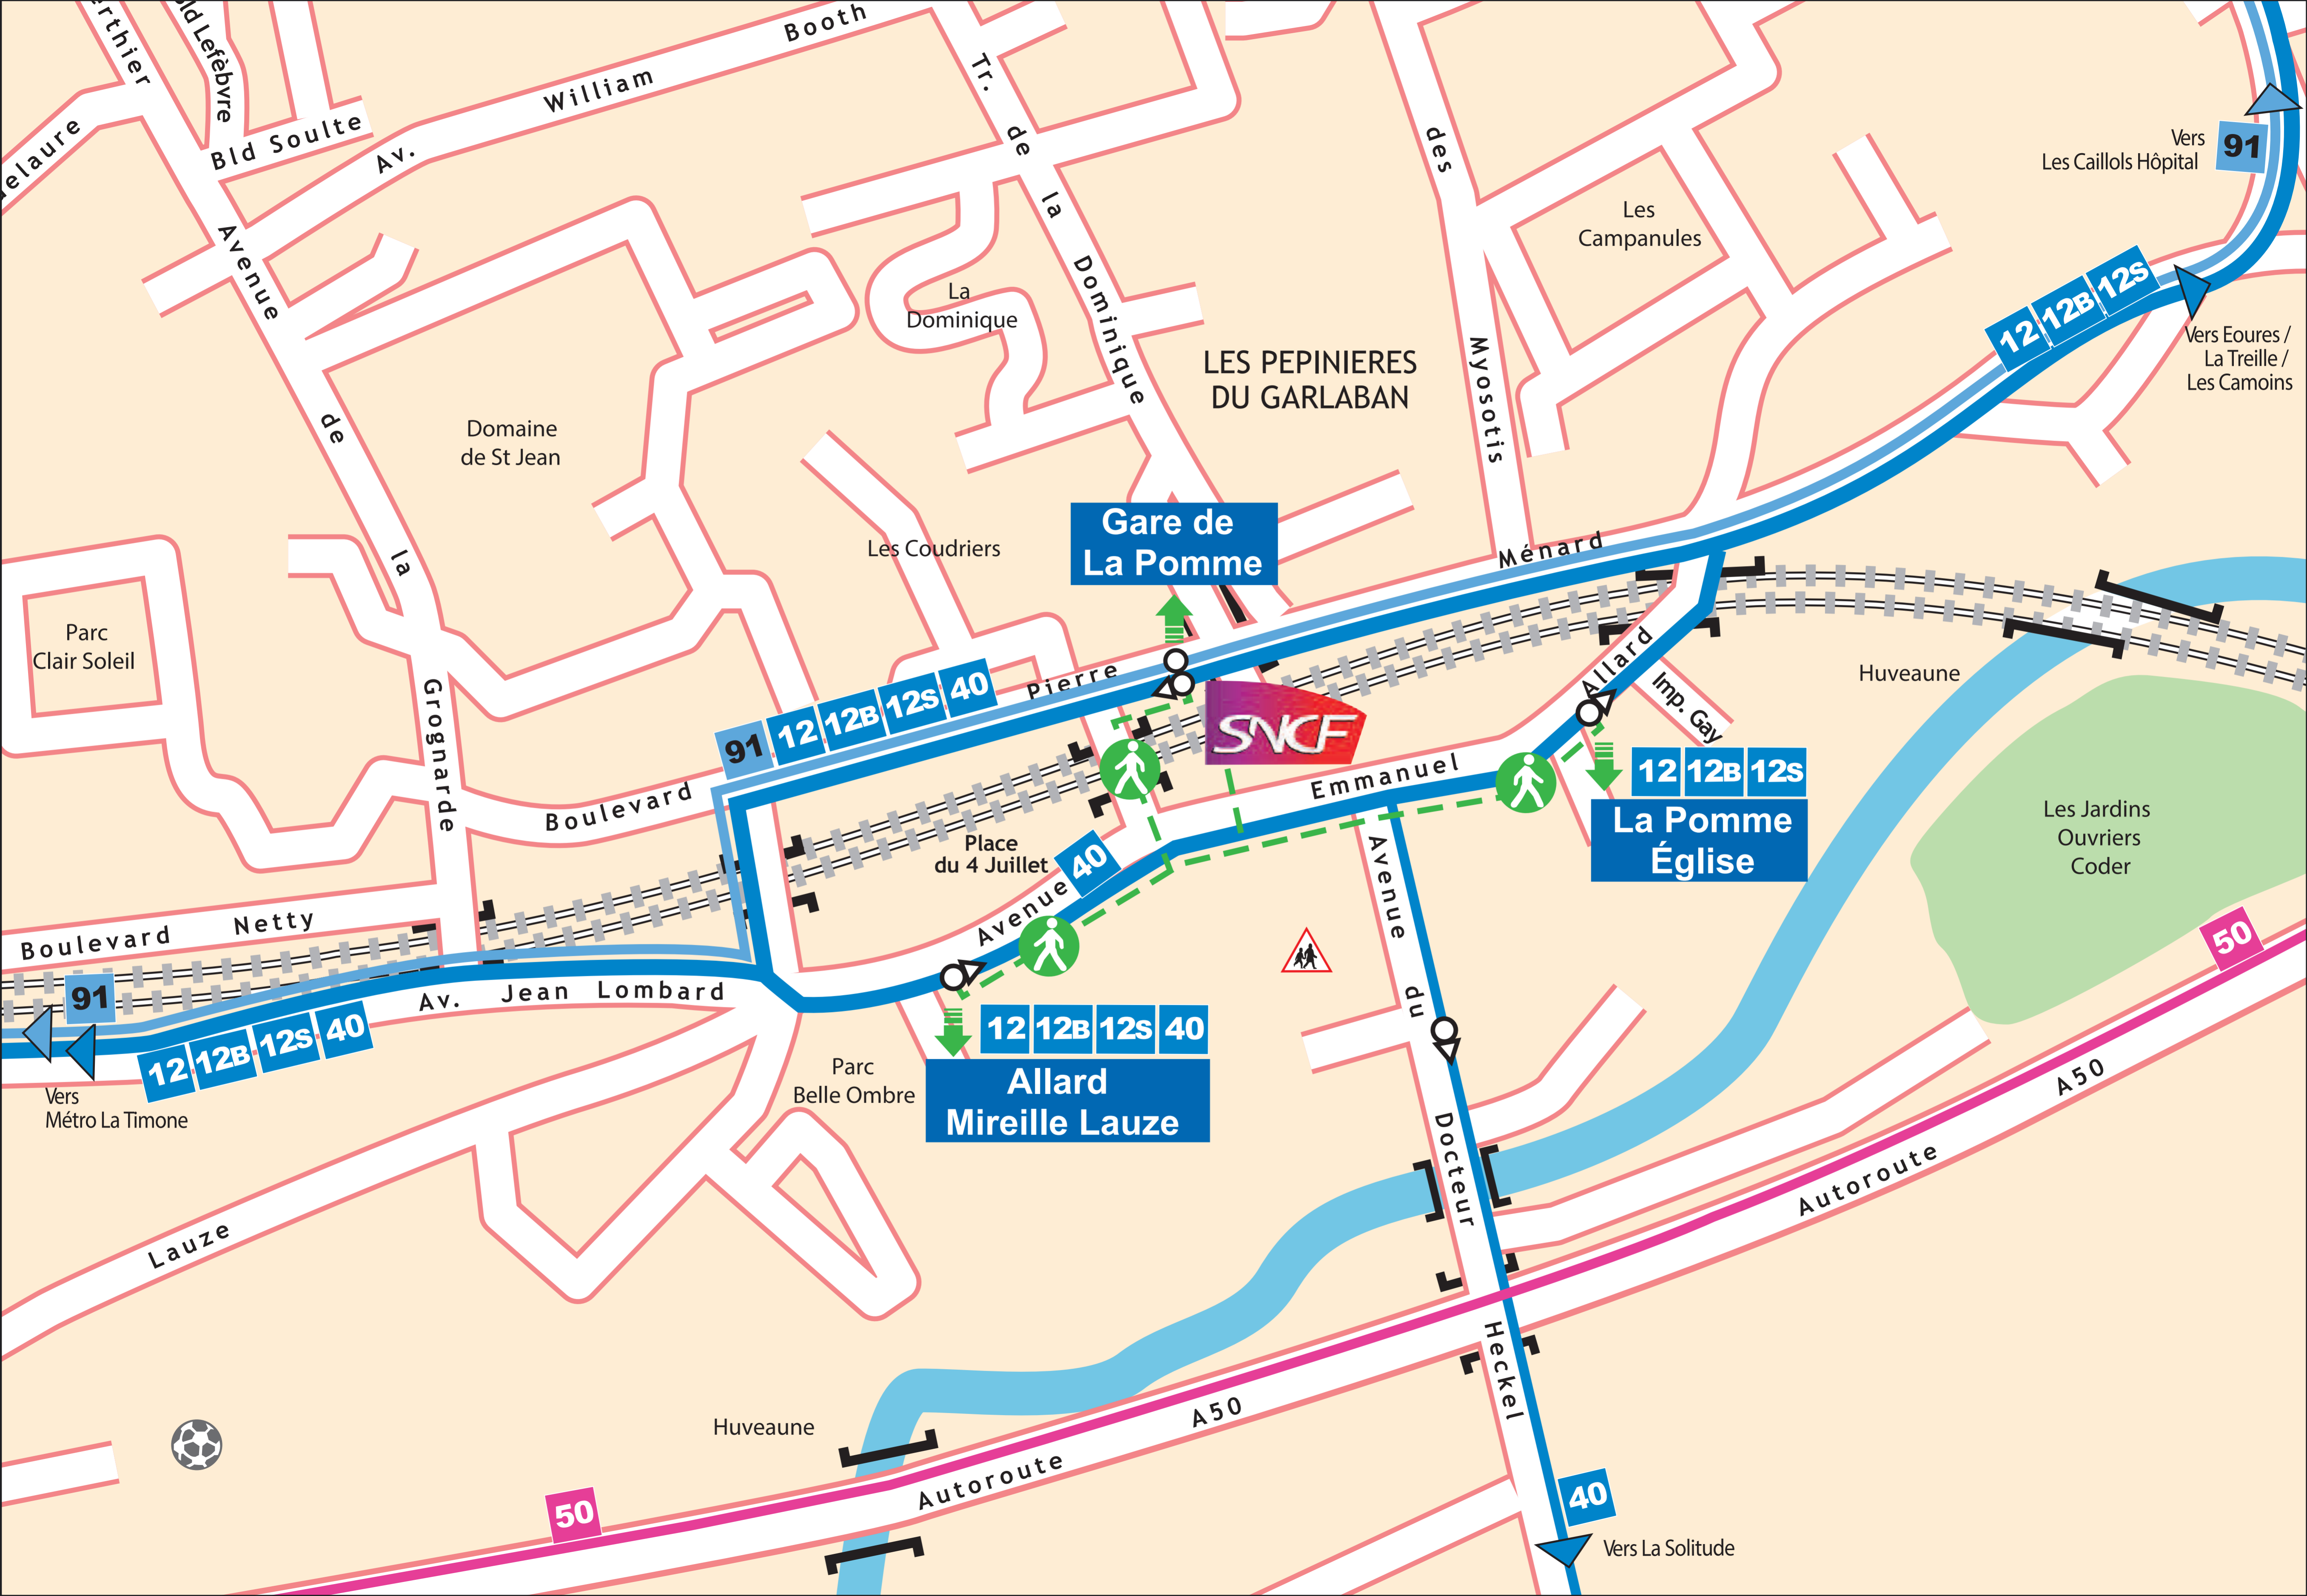 erthier
ld Lefèbvre
elaure
Bld Soulte
Av. William Booth
Tr. de la Dominique
des Myosotis
Avenue de la Grognarde
Vers
Les Caillols Hôpital
91
Les
Campanules
La
Dominique
12 12B 12S
Vers Eoures /
La Treille /
Les Camoins
LES PEPINIERES
DU GARLABAN
Domaine
de St Jean
Les Coudriers
Gare de
La Pomme
Parc
Clair Soleil
Boulevard Pierre Ménard
91 12 12B 12S 40
SNCF
Imp. Gay
Huveaune
12 12B 12S
La Pomme
Église
Les Jardins
Ouvriers
Coder
Place
du 4 Juillet
40
Avenue Emmanuel Allard
Boulevard Netty
Avenue du Docteur Heckel
50
91
Av. Jean Lombard
12 12B 12S 40
Vers
Métro La Timone
12 12B 12S 40
Allard
Mireille Lauze
Parc
Belle Ombre
Lauze
Autoroute A50
Huveaune
Autoroute A50
50
40
Vers La Solitude